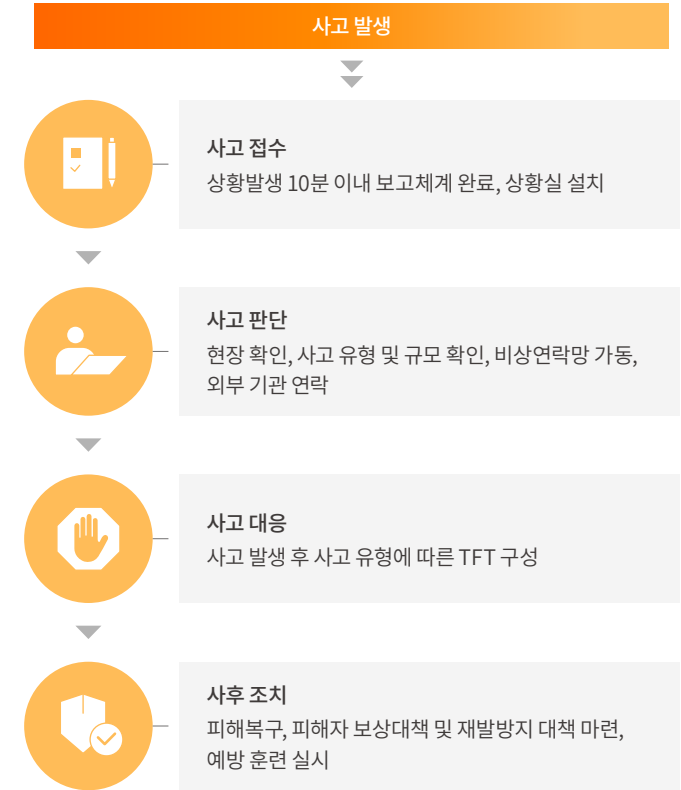 사고 발생
사고 접수
상황발생 10분 이내 보고체계 완료, 상황실 설치
사고 판단
현장 확인, 사고 유형 및 규모 확인, 비상연락망 가동,
외부 기관 연락
사고 대응
사고 발생 후 사고 유형에 따른 TFT 구성
사후 조치
피해복구, 피해자 보상대책 및 재발방지 대책 마련,
예방 훈련 실시